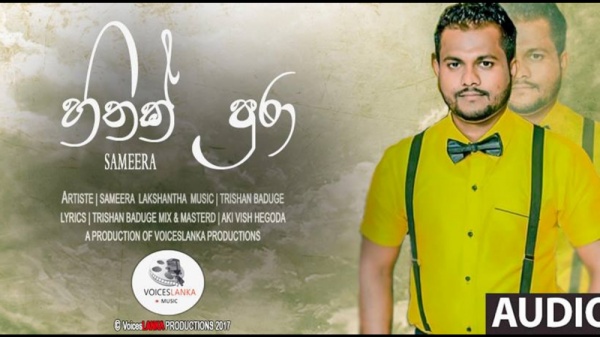 හිතක් පුරා
SAMEERA
ARTISTE | SAMEERA LAKSHANTHA MUSIC | TRISHAN BADUGE
LYRICS | TRISHAN BADUGE MIX & MASTERD | AKI VISH HEGODA
A PRODUCTION OF VOICESLANKA PRODUCTIONS
VOICESLANKA
MUSIC
© VoicesLANKA PRODUCTIONS 2017
AUDIO